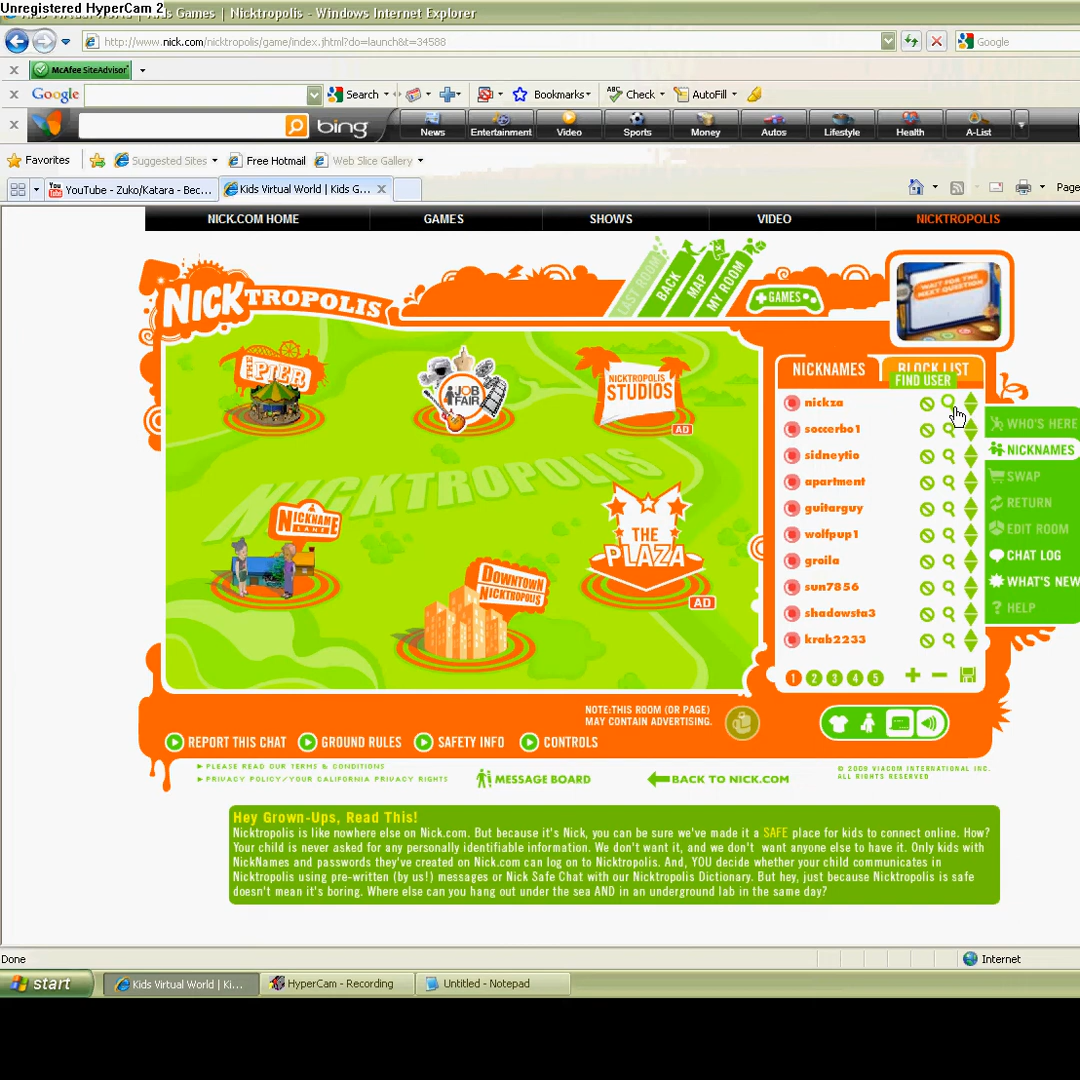 Unregistered HyperCam 2
Kids Games | Nicktropolis - Windows Internet Explorer
http://www.nick.com/nicktropolis/game/index.jhtml?do=launch&t=34588
Google
McAfee SiteAdvisor
Google
Search
Bookmarks
Check
AutoFill
bing
News
Entertainment
Video
Sports
Money
Autos
Lifestyle
Health
A-List
Favorites
Suggested Sites
Free Hotmail
Web Slice Gallery
YouTube - Zuko/Katara - Bec...
Kids Virtual World | Kids G...
Page
NICK.COM HOME
GAMES
SHOWS
VIDEO
NICKTROPOLIS
NICKTROPOLIS
LAST ROOM
BACK
MAP
MY ROOM
GAMES
WAIT FOR THE
NEXT QUESTION
PIER
JOB
FAIR
NICKTROPOLIS
STUDIOS
AD
NICKTROPOLIS
NICKNAME
LANE
DOWNTOWN
NICKTROPOLIS
THE
PLAZA
AD
NICKNAMES
BLOCK LIST
FIND USER
nickza
soccerbo1
sidneytio
apartment
guitarguy
wolfpup1
groila
sun7856
shadowsta3
krab2233
1 2 3 4 5
WHO'S HERE
NICKNAMES
SWAP
RETURN
EDIT ROOM
CHAT LOG
WHAT'S NEW
HELP
NOTE:THIS ROOM (OR PAGE)
MAY CONTAIN ADVERTISING.
REPORT THIS CHAT
GROUND RULES
SAFETY INFO
CONTROLS
PLEASE READ OUR TERMS & CONDITIONS
PRIVACY POLICY/YOUR CALIFORNIA PRIVACY RIGHTS
MESSAGE BOARD
BACK TO NICK.COM
© 2009 VIACOM INTERNATIONAL INC.
ALL RIGHTS RESERVED
Hey Grown-Ups, Read This!
Nicktropolis is like nowhere else on Nick.com. But because it's Nick, you can be sure we've made it a SAFE place for kids to connect online. How?
Your child is never asked for any personally identifiable information. We don't want it, and we don't want anyone else to have it. Only kids with
NickNames and passwords they've created on Nick.com can log on to Nicktropolis. And, YOU decide whether your child communicates in
Nicktropolis using pre-written (by us!) messages or Nick Safe Chat with our Nicktropolis Dictionary. But hey, just because Nicktropolis is safe
doesn't mean it's boring. Where else can you hang out under the sea AND in an underground lab in the same day?
Done
Internet
start
Kids Virtual World | Ki...
HyperCam - Recording
Untitled - Notepad